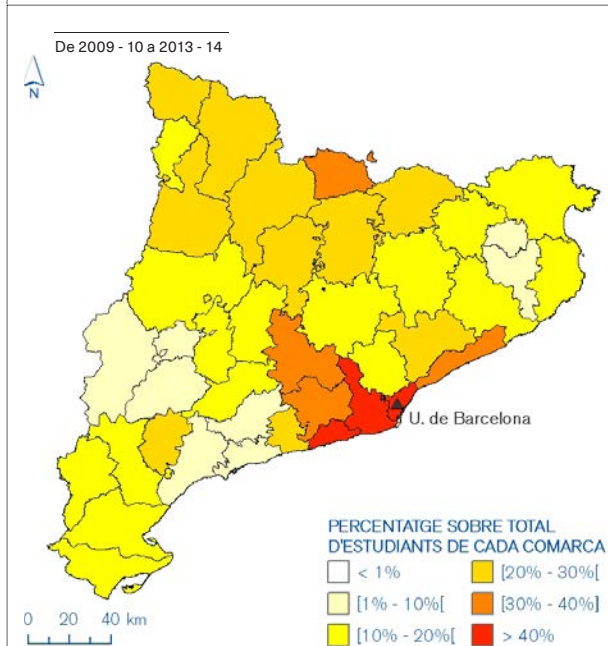 De 2009 - 10 a 2013 - 14
N
U. de Barcelona
PERCENTATGE SOBRE TOTAL
D'ESTUDIANTS DE CADA COMARCA
< 1%
[20% - 30%[
[1% - 10%[
[30% - 40%]
[10% - 20%[
> 40%
0 20 40 km